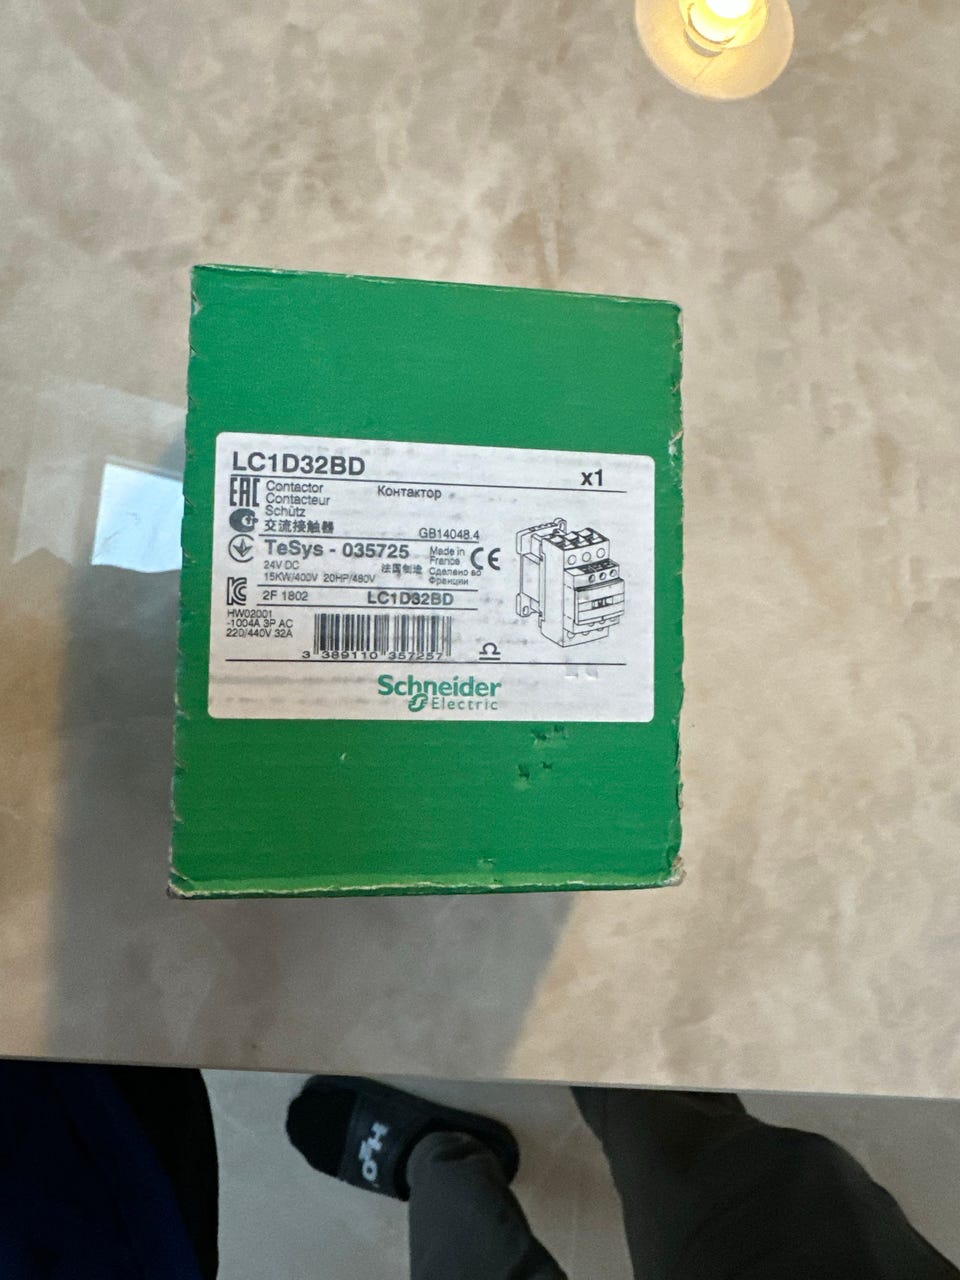 LC1D32BD
x1
EAC
Contactor
Контактор
Contacteur
Schütz
交流接触器
GB14048.4
TeSys - 035725
Made in
France
CE
24V DC
法国制造
Сделано во
Франции
15KW/400V 20HP/480V
2F 1802
LC1D32BD
HW02001
-1004A 3P AC
220/440V 32A
3 389110 357257
Schneider
Electric